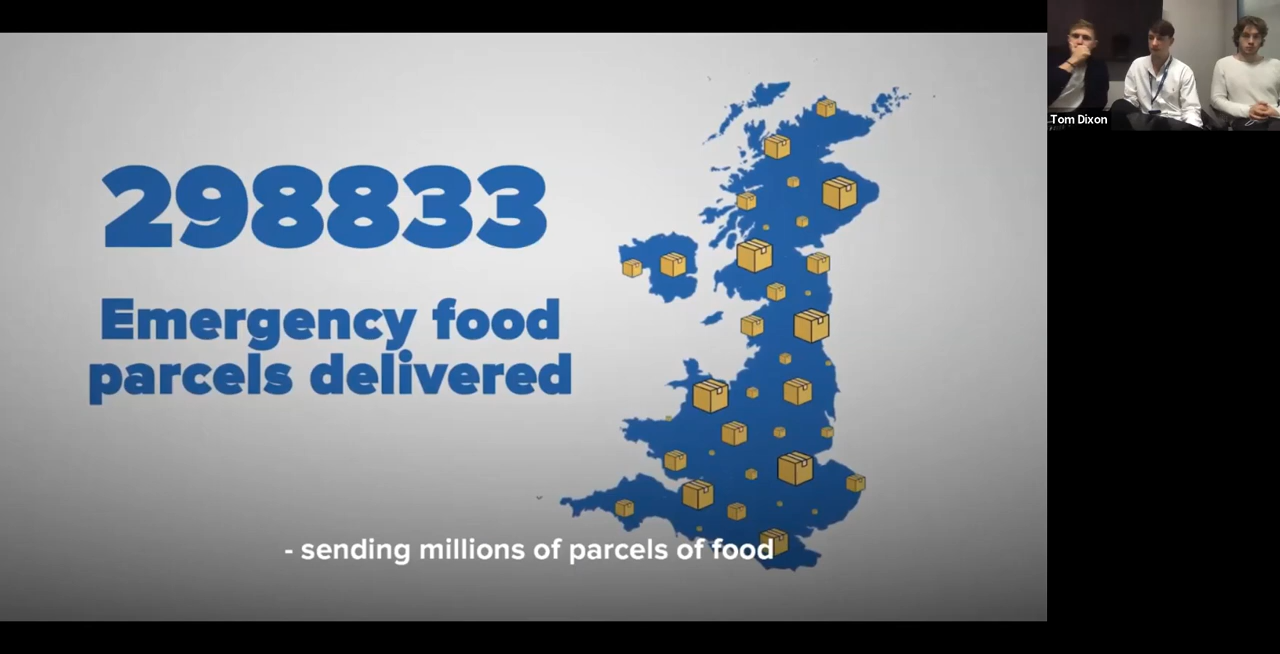 298833
Emergency food
parcels delivered
- sending millions of parcels of food
Tom Dixon